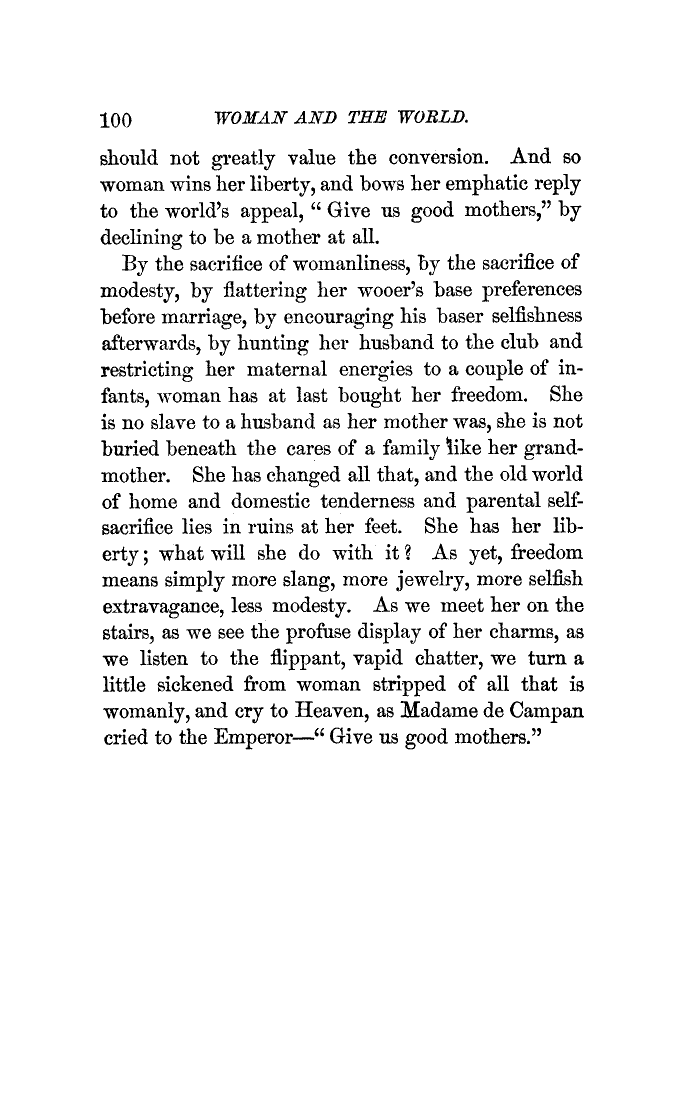 100 WOMAN AND THE WORLD.
should not greatly value the conversion. And so
woman wins her liberty, and bows her emphatic reply
to the world's appeal, “ Give us good mothers,” by
declining to be a mother at all.
By the sacrifice of womanliness, by the sacrifice of
modesty, by flattering her wooer's base preferences
before marriage, by encouraging his baser selfishness
afterwards, by hunting her husband to the club and
restricting her maternal energies to a couple of in-
fants, woman has at last bought her freedom. She
is no slave to a husband as her mother was, she is not
buried beneath the cares of a family like her grand-
mother. She has changed all that, and the old world
of home and domestic tenderness and parental self-
sacrifice lies in ruins at her feet. She has her lib-
erty; what will she do with it? As yet, freedom
means simply more slang, more jewelry, more selfish
extravagance, less modesty. As we meet her on the
stairs, as we see the profuse display of her charms, as
we listen to the flippant, vapid chatter, we turn a
little sickened from woman stripped of all that is
womanly, and cry to Heaven, as Madame de Campan
cried to the Emperor—“ Give us good mothers.”